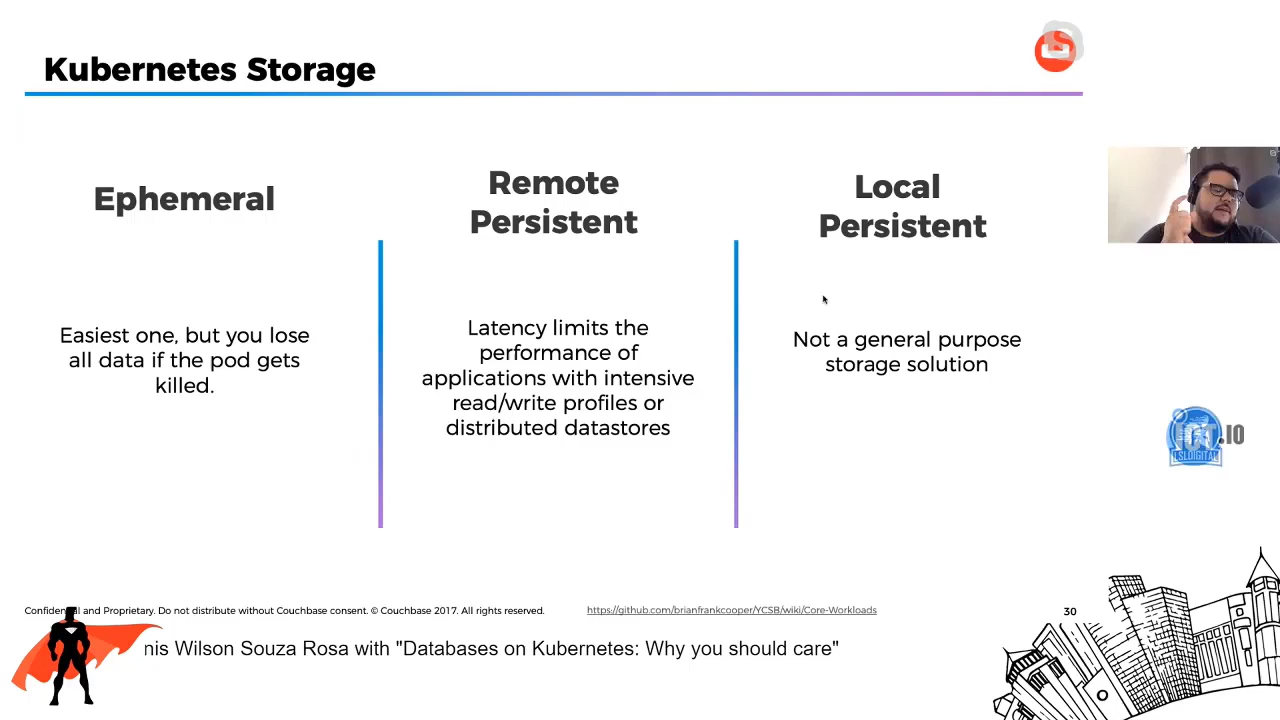 Kubernetes Storage
Ephemeral
Easiest one, but you lose
all data if the pod gets
killed.
Remote
Persistent
Latency limits the
performance of
applications with intensive
read/write profiles or
distributed datastores
Local
Persistent
Not a general purpose
storage solution
.IO
LSLDIGITAL
Confidential and Proprietary. Do not distribute without Couchbase consent. © Couchbase 2017. All rights reserved.
https://github.com/brianfrankcooper/YCSB/wiki/Core-Workloads
30
nis Wilson Souza Rosa with "Databases on Kubernetes: Why you should care"